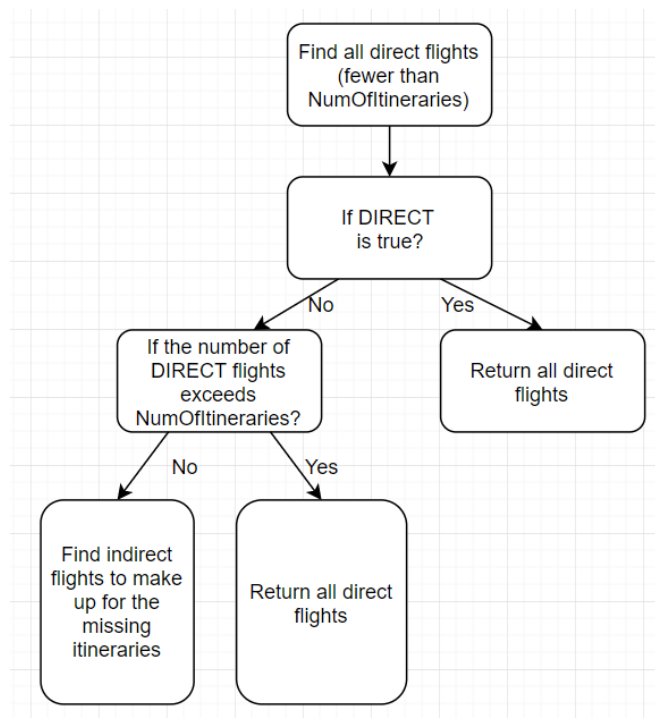 Find all direct flights
(fewer than
NumOfItineraries)
If DIRECT
is true?
No
Yes
If the number of
DIRECT flights
exceeds
NumOfItineraries?
Return all direct
flights
No
Yes
Find indirect
flights to make
up for the
missing
itineraries
Return all direct
flights